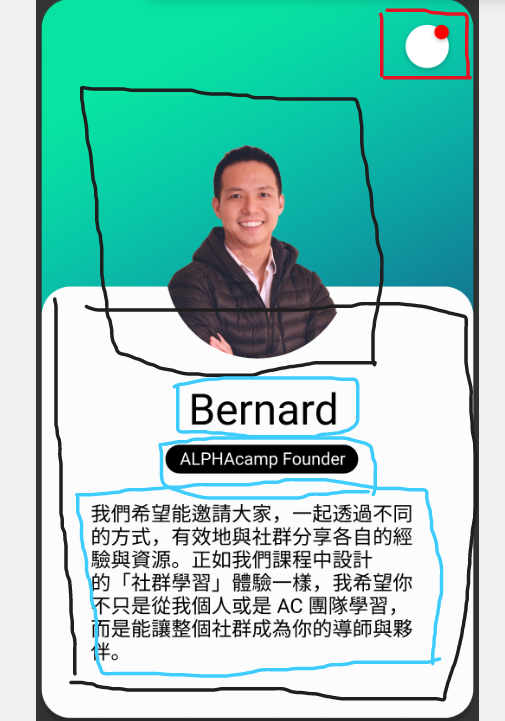 Bernard
ALPHAcamp Founder
我們希望能邀請大家，一起透過不同
的方式，有效地與社群分享各自的經
驗與資源。正如我們課程中設計
的「社群學習」體驗一樣，我希望你
不只是從我個人或是 AC 團隊學習，
而是能讓整個社群成為你的導師與夥
伴。